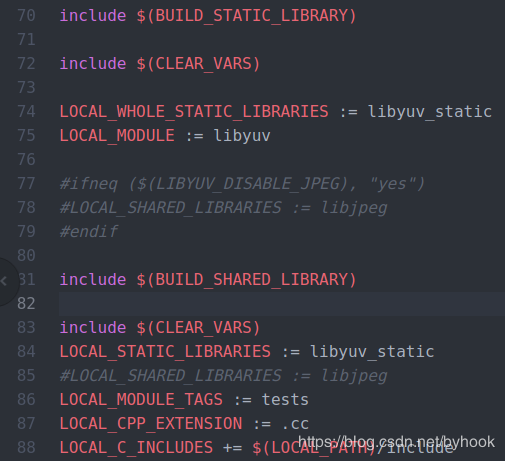 70 include $(BUILD_STATIC_LIBRARY)
71
72 include $(CLEAR_VARS)
73
74 LOCAL_WHOLE_STATIC_LIBRARIES := libyuv_static
75 LOCAL_MODULE := libyuv
76
77 #ifneq ($(LIBYUV_DISABLE_JPEG), "yes")
78 #LOCAL_SHARED_LIBRARIES := libjpeg
79 #endif
80
81 include $(BUILD_SHARED_LIBRARY)
82
83 include $(CLEAR_VARS)
84 LOCAL_STATIC_LIBRARIES := libyuv_static
85 #LOCAL_SHARED_LIBRARIES := libjpeg
86 LOCAL_MODULE_TAGS := tests
87 LOCAL_CPP_EXTENSION := .cc
88 LOCAL_C_INCLUDES += $(LOCAL_PATH)/include
https://blog.csdn.net/byhook